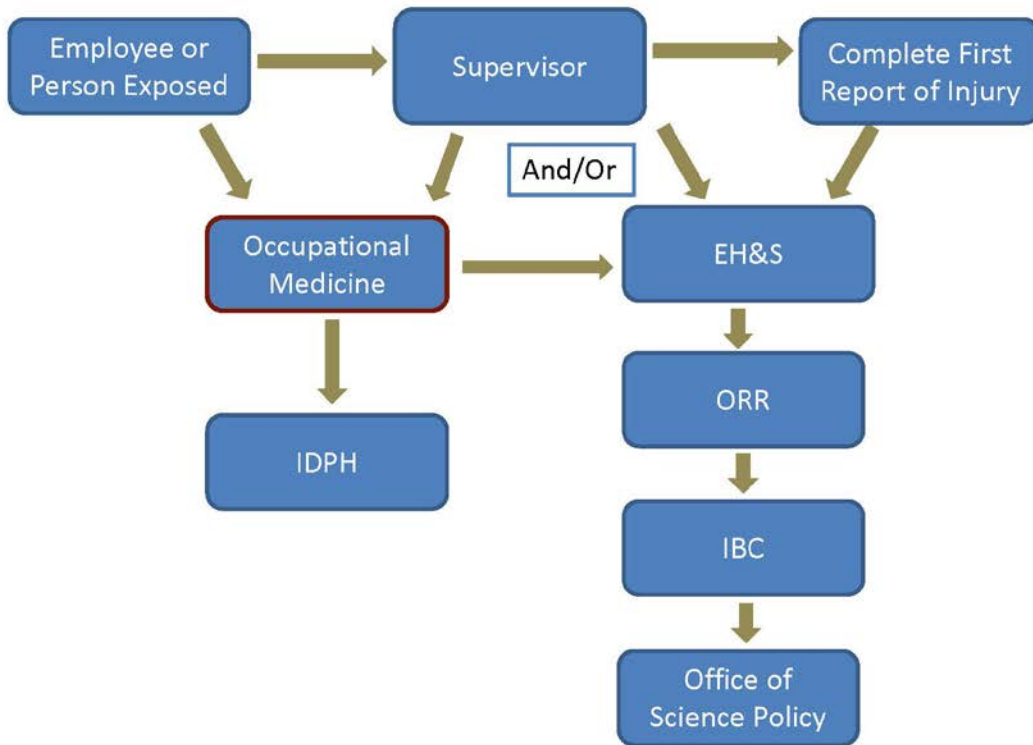 Employee or
Person Exposed
Supervisor
Complete First
Report of Injury
And/Or
Occupational
Medicine
EH&S
ORR
IDPH
IBC
Office of
Science Policy